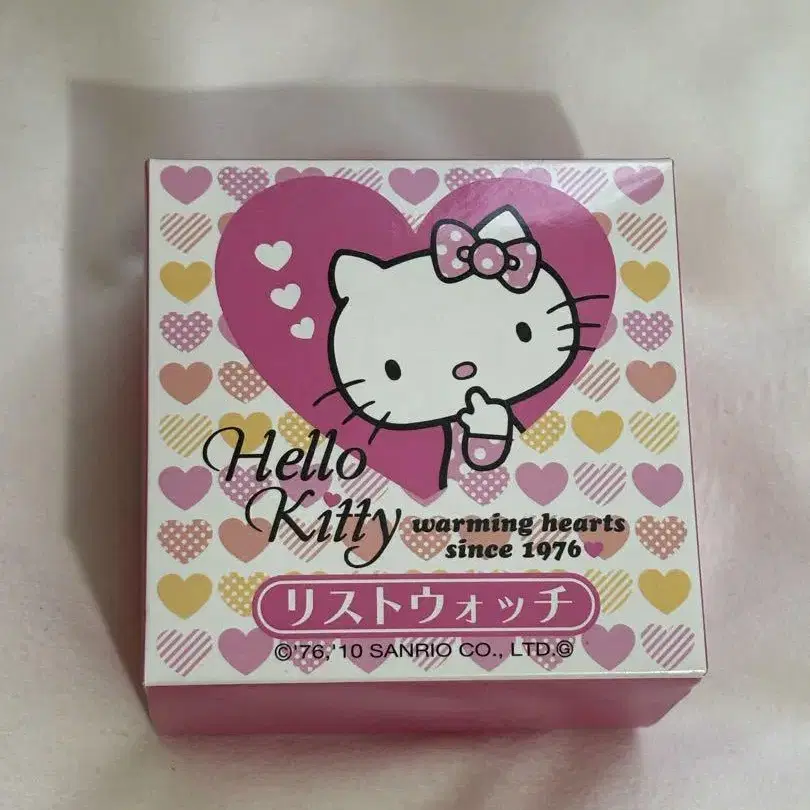 Hello
Kitty
warming hearts
since 1976
リストウォッチ
©'76,'10 SANRIO CO., LTD.Ⓖ